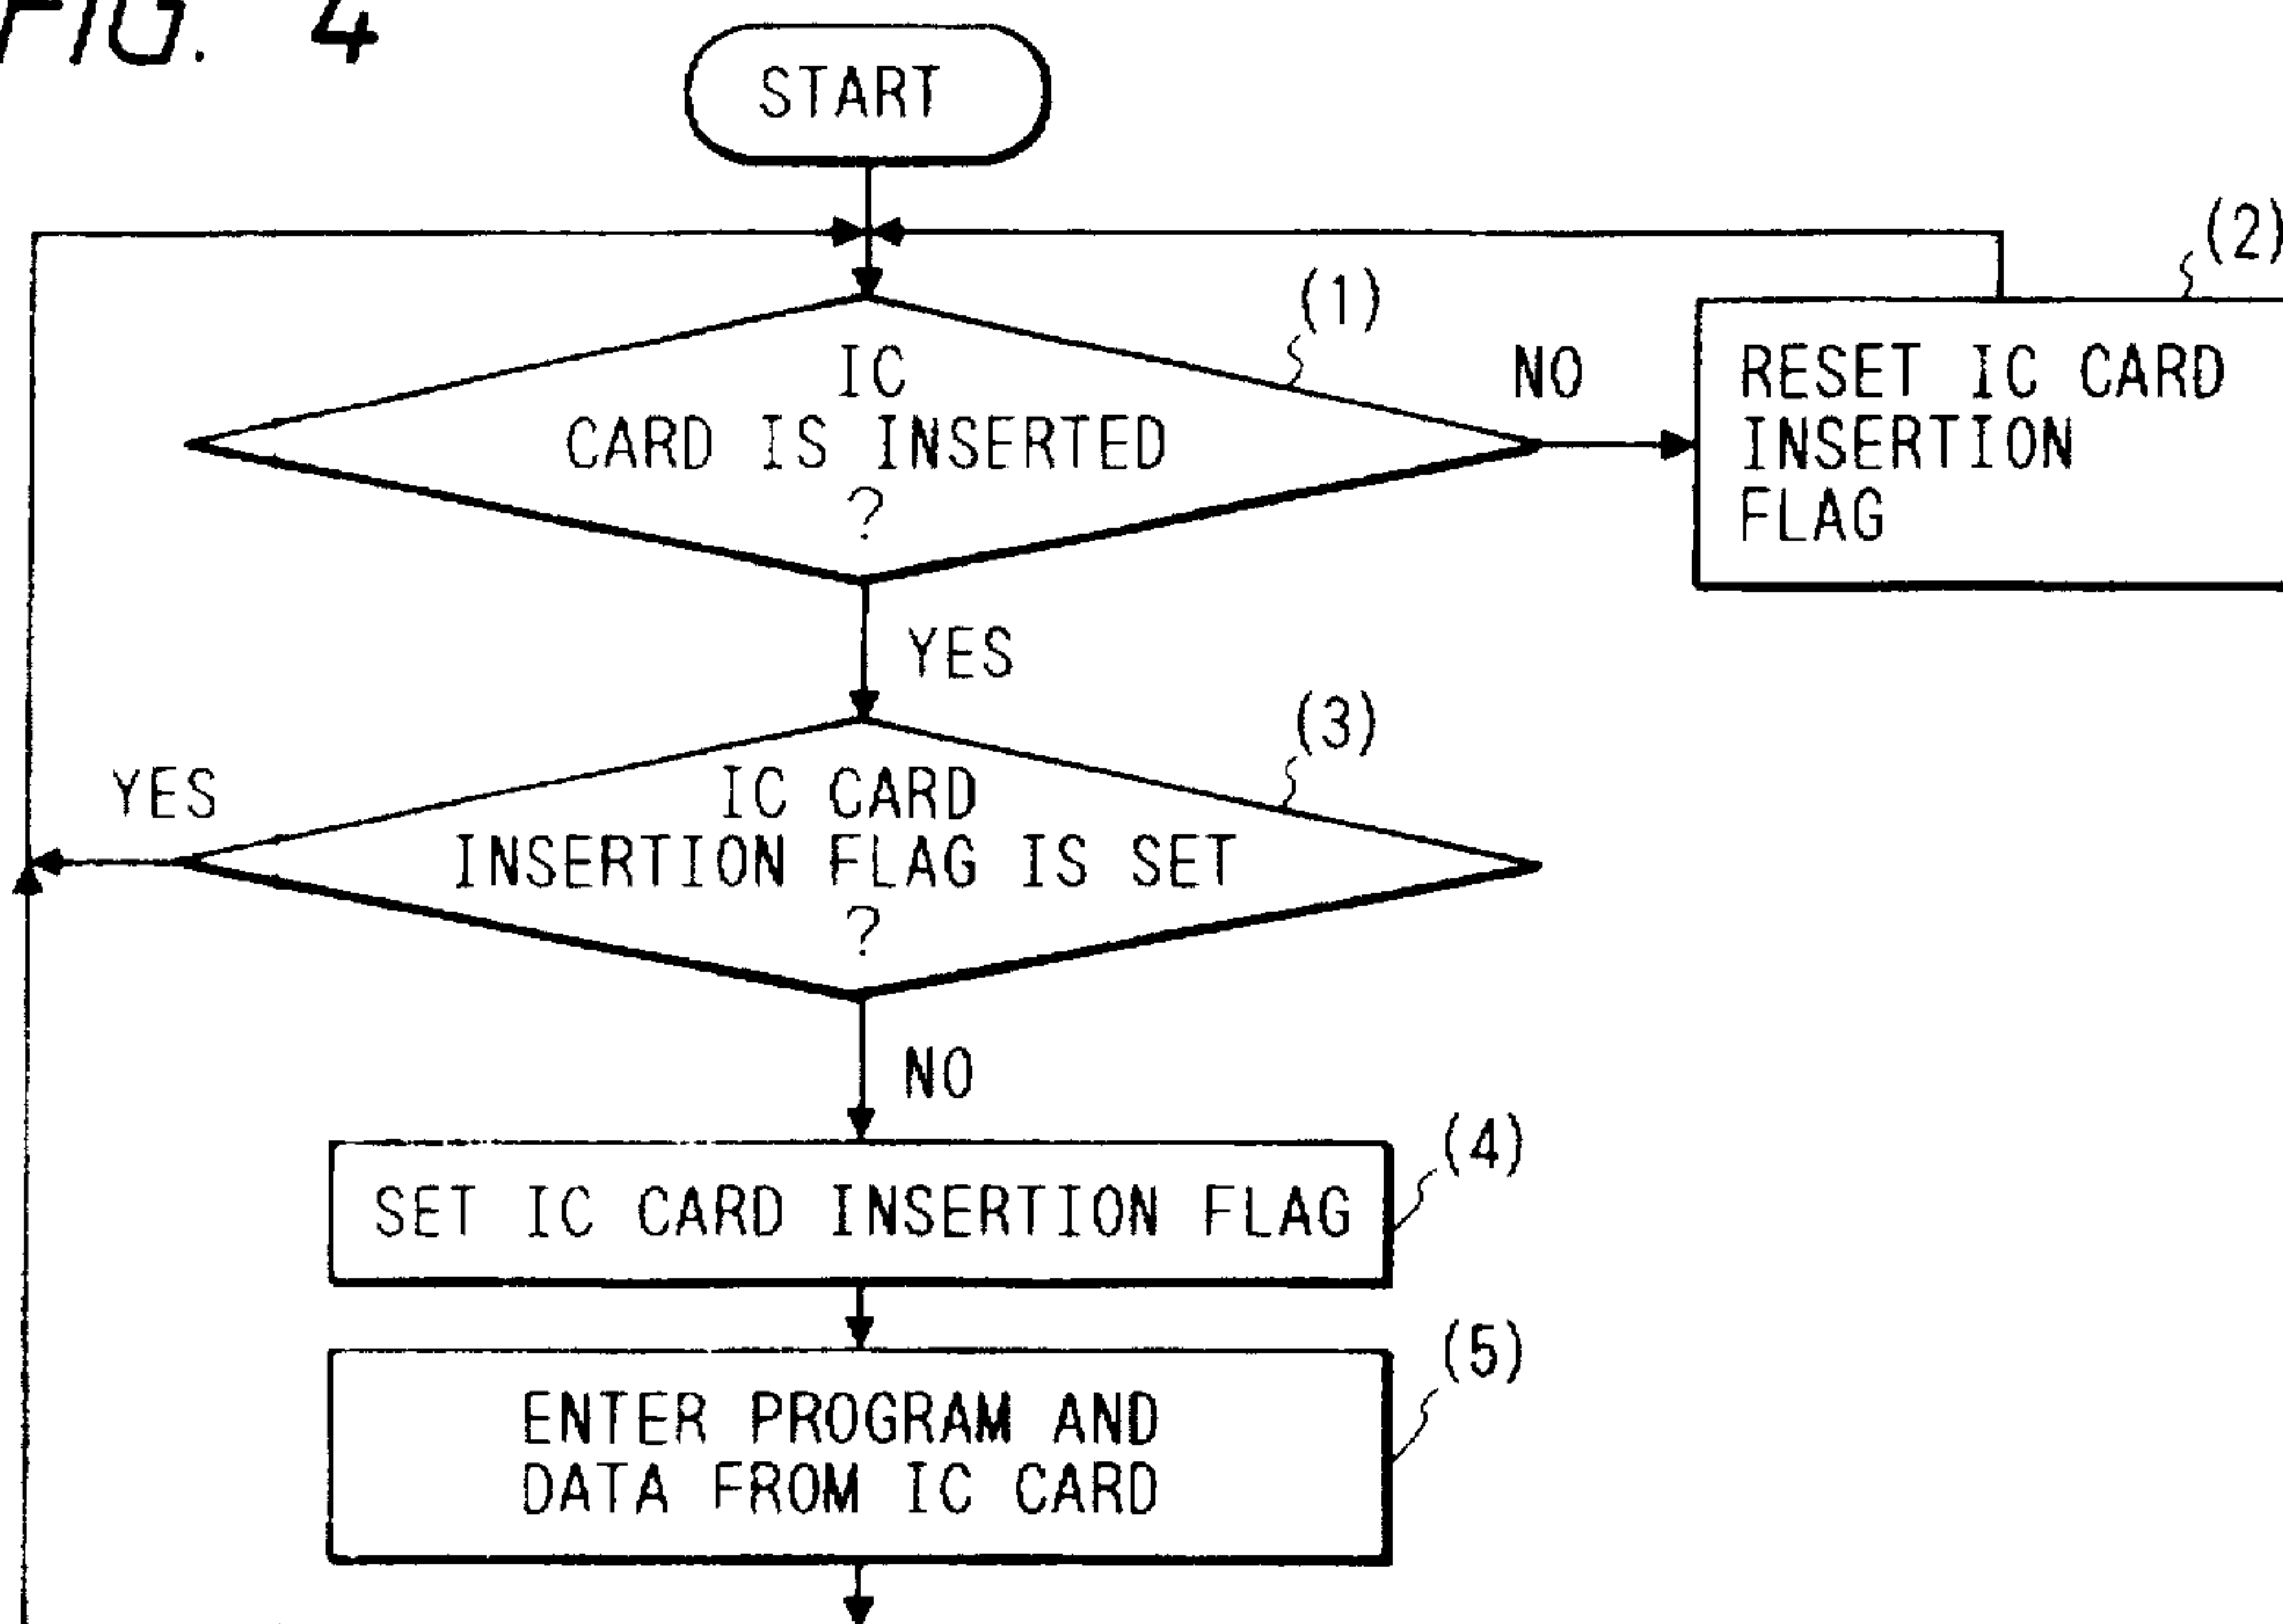 FIG. 4
START
(2)
(1)
IC
CARD IS INSERTED
?
NO
RESET IC CARD
INSERTION
FLAG
YES
(3)
YES
IC CARD
INSERTION FLAG IS SET
?
NO
(4)
SET IC CARD INSERTION FLAG
(5)
ENTER PROGRAM AND
DATA FROM IC CARD